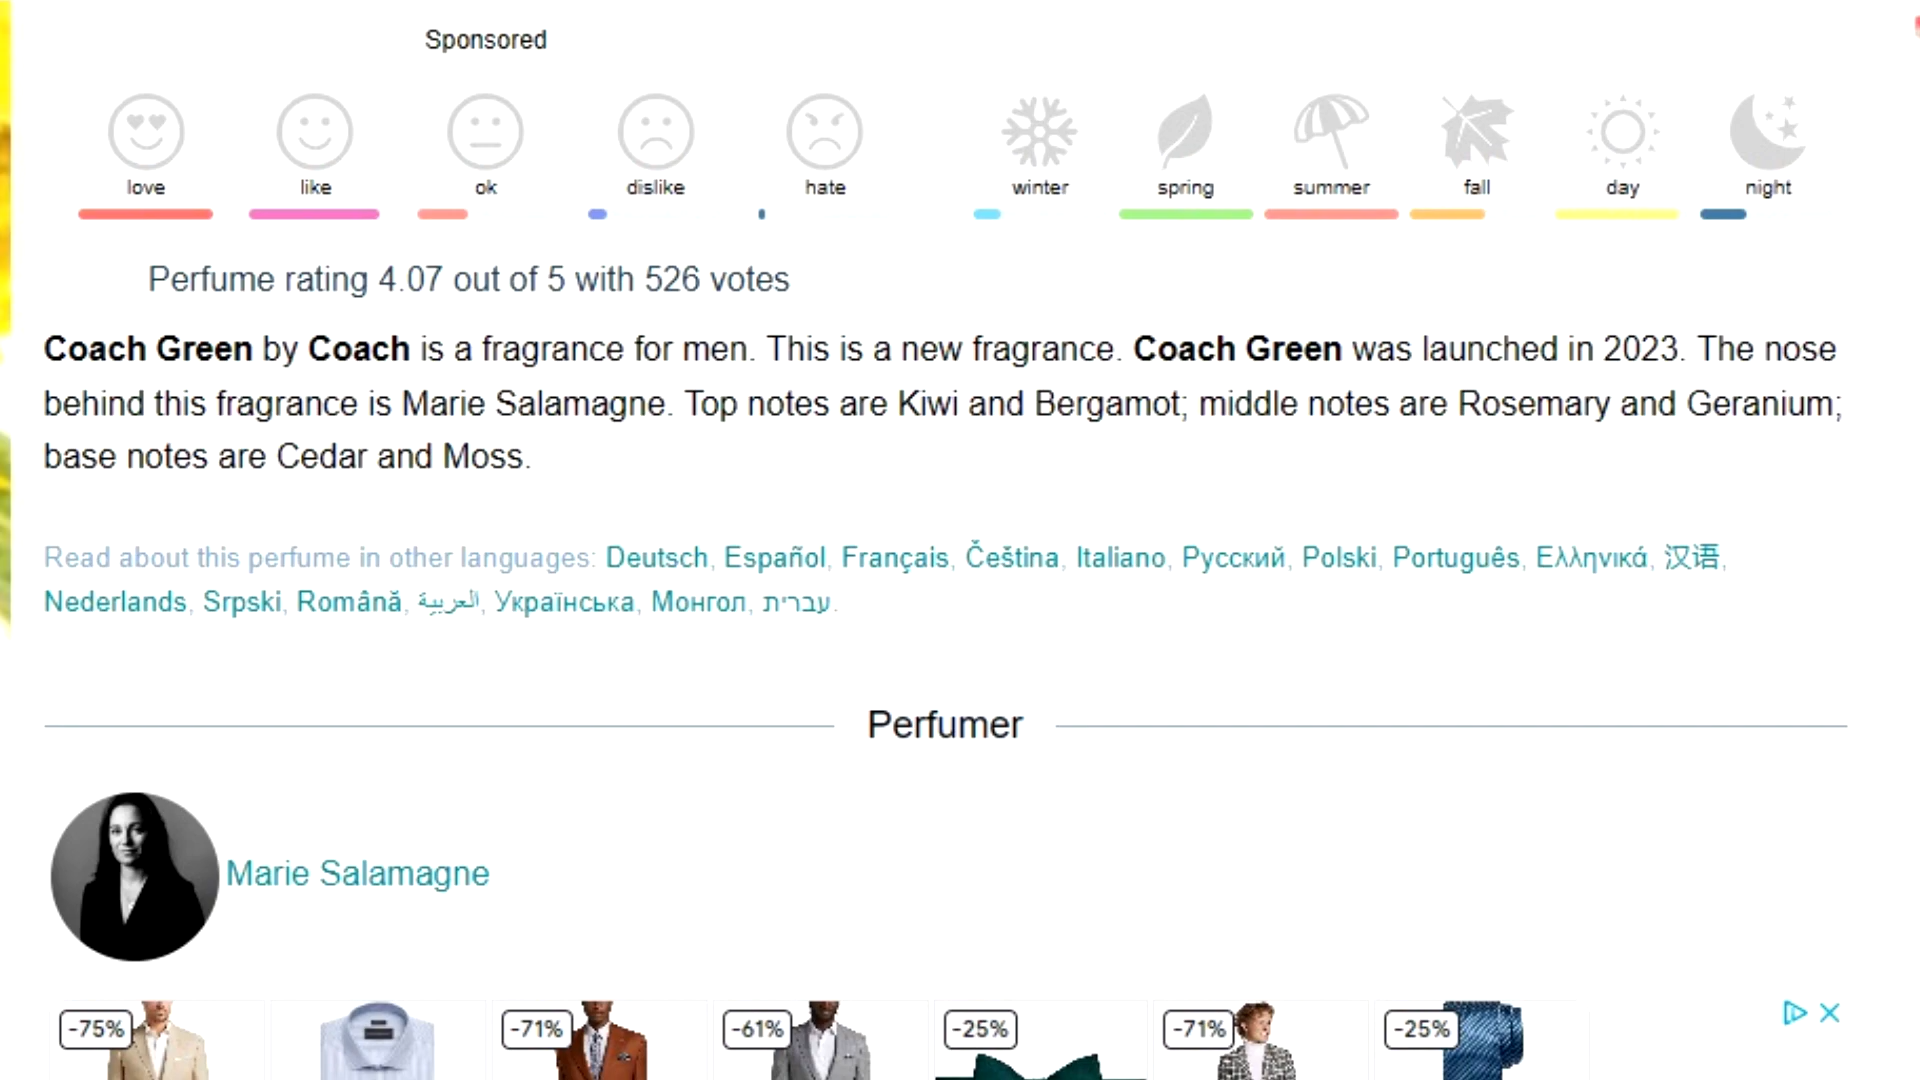 Sponsored
love like ok dislike hate winter spring summer fall day night
Perfume rating 4.07 out of 5 with 526 votes
Coach Green by Coach is a fragrance for men. This is a new fragrance. Coach Green was launched in 2023. The nose
behind this fragrance is Marie Salamagne. Top notes are Kiwi and Bergamot; middle notes are Rosemary and Geranium;
base notes are Cedar and Moss.
Read about this perfume in other languages: Deutsch, Español, Français, Čeština, Italiano, Русский, Polski, Português, Ελληνικά, 汉语,
Nederlands, Srpski, Română, العربية, Українська, Монгол, עברית.
Perfumer
Marie Salamagne
-75% -71% -61% -25% -71% -25%